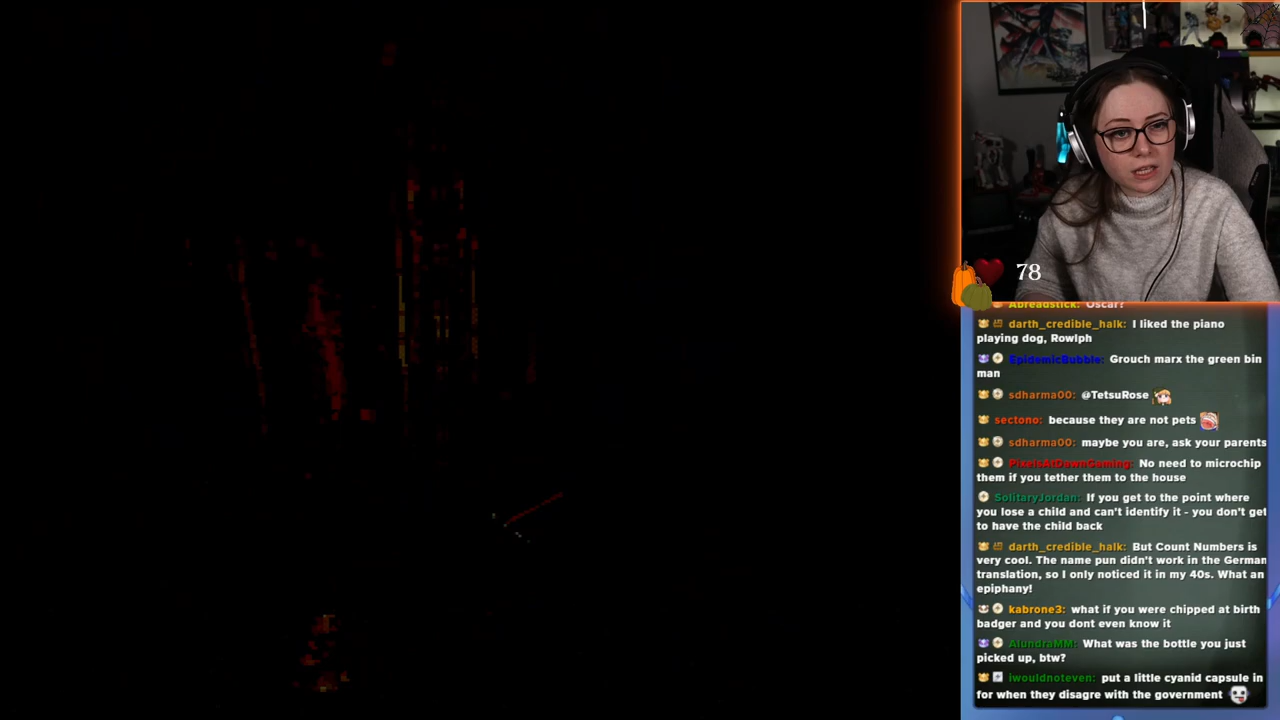 78
Abreadstick: Oscar?
darth_credible_halk: I liked the piano
playing dog, Rowlph
EpidemicBubble: Grouch marx the green bin
man
sdharma00: @TetsuRose
sectono: because they are not pets
sdharma00: maybe you are, ask your parents
PixelsAtDawnGaming: No need to microchip
them if you tether them to the house
SolitaryJordan: If you get to the point where
you lose a child and can't identify it - you don't get
to have the child back
darth_credible_halk: But Count Numbers is
very cool. The name pun didn't work in the German
translation, so I only noticed it in my 40s. What an
epiphany!
kabrone3: what if you were chipped at birth
badger and you dont even know it
AlundraMM: What was the bottle you just
picked up, btw?
iwouldnoteven: put a little cyanid capsule in
for when they disagre with the government